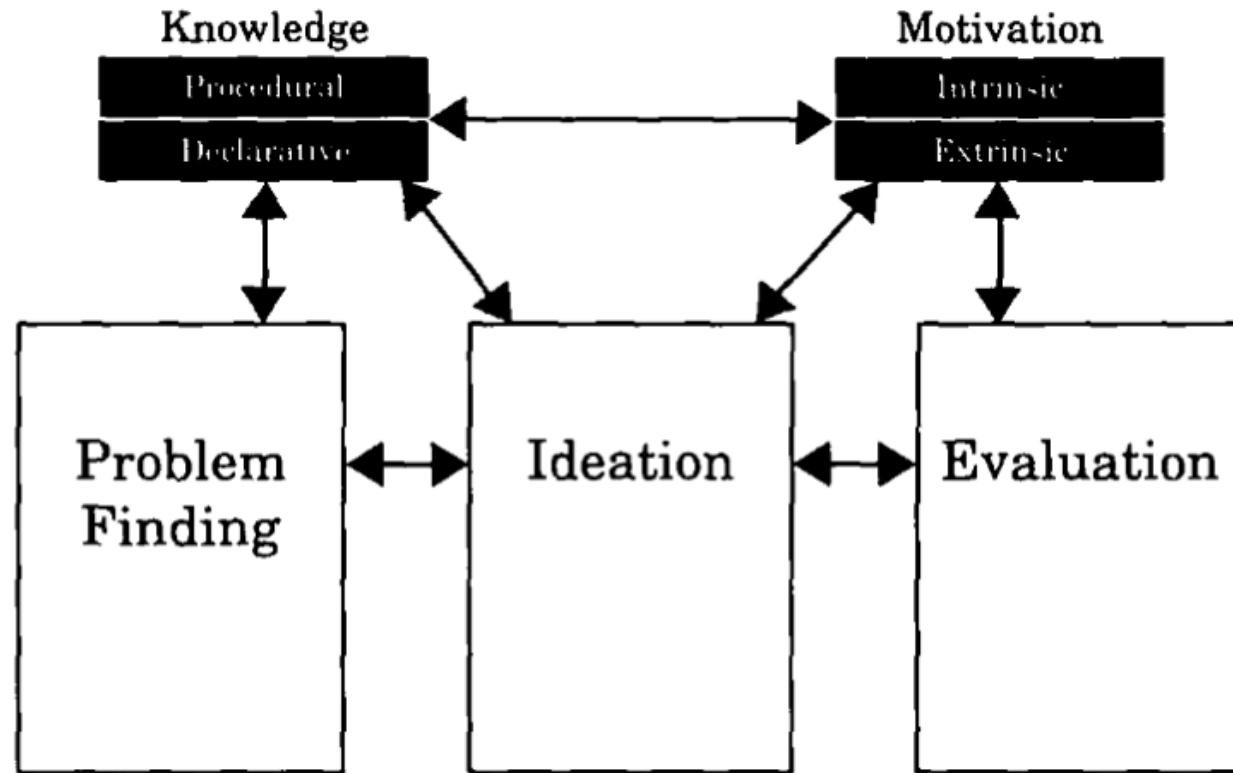 Knowledge
Motivation
Procedural
Intrinsic
Declarative
Extrinsic
Problem
Finding
Ideation
Evaluation